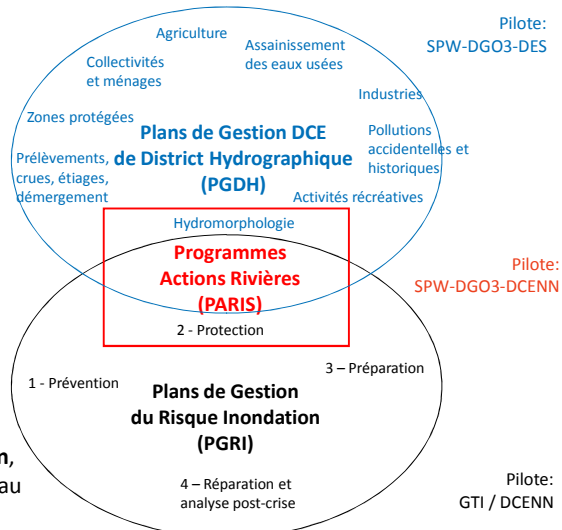 Pilote:
SPW-DGO3-DES
Agriculture
Assainissement
des eaux usées
Collectivités
et ménages
Industries
Zones protégées
Plans de Gestion DCE
de District Hydrographique
(PGDH)
Pollutions
accidentelles et
historiques
Prélèvements,
crues, étiages,
démergement
Activités récréatives
Hydromorphologie
Programmes
Actions Rivières
(PARIS)
Pilote:
SPW-DGO3-DCENN
2 - Protection
3 – Préparation
1 - Prévention
Plans de Gestion
du Risque Inondation
(PGRI)
n,
au
4 – Réparation et
analyse post-crise
Pilote:
GTI / DCENN